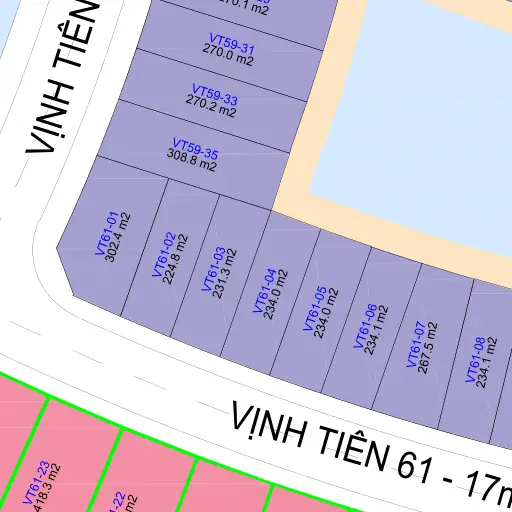 270.1 m2
VT59-31
270.0 m2
VT59-33
270.2 m2
VT59-35
308.8 m2
VỊNH TIÊN
VT61-01
302.4 m2
VT61-02
224.8 m2
VT61-03
231.3 m2
VT61-04
234.0 m2
VT61-05
234.0 m2
VT61-06
234.1 m2
VT61-07
267.5 m2
VT61-08
234.1 m2
VỊNH TIÊN 61 - 17m
VT61-23
418.3 m2
-22
m2